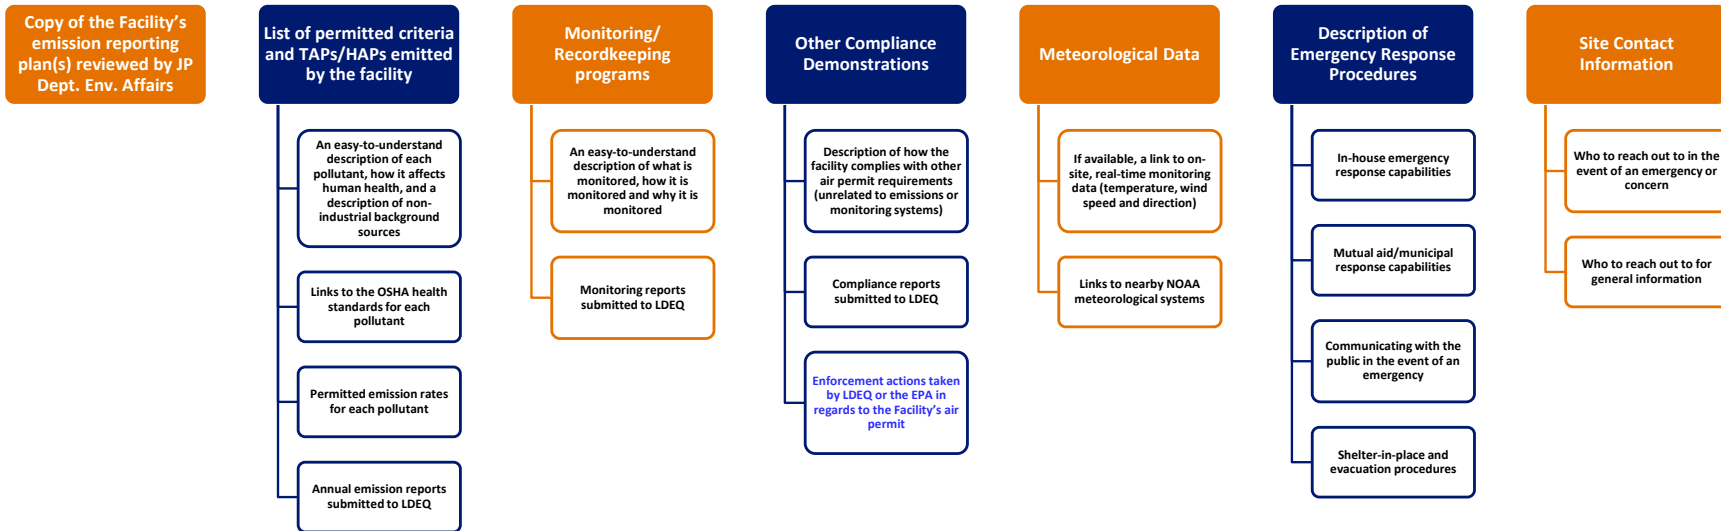 Copy of the Facility’s
emission reporting
plan(s) reviewed by JP
Dept. Env. Affairs
List of permitted criteria
and TAPs/HAPs emitted
by the facility
An easy-to-understand
description of each
pollutant, how it affects
human health, and a
description of non-
industrial background
sources
Links to the OSHA health
standards for each
pollutant
Permitted emission rates
for each pollutant
Annual emission reports
submitted to LDEQ
Monitoring/
Recordkeeping
programs
An easy-to-understand
description of what is
monitored, how it is
monitored and why it is
monitored
Monitoring reports
submitted to LDEQ
Other Compliance
Demonstrations
Description of how the
facility complies with other
air permit requirements
(unrelated to emissions or
monitoring systems)
Compliance reports
submitted to LDEQ
Enforcement actions taken
by LDEQ or the EPA in
regards to the Facility’s air
permit
Meteorological Data
If available, a link to on-
site, real-time monitoring
data (temperature, wind
speed and direction)
Links to nearby NOAA
meteorological systems
Description of
Emergency Response
Procedures
In-house emergency
response capabilities
Mutual aid/municipal
response capabilities
Communicating with the
public in the event of an
emergency
Shelter-in-place and
evacuation procedures
Site Contact
Information
Who to reach out to in the
event of an emergency or
concern
Who to reach out to for
general information